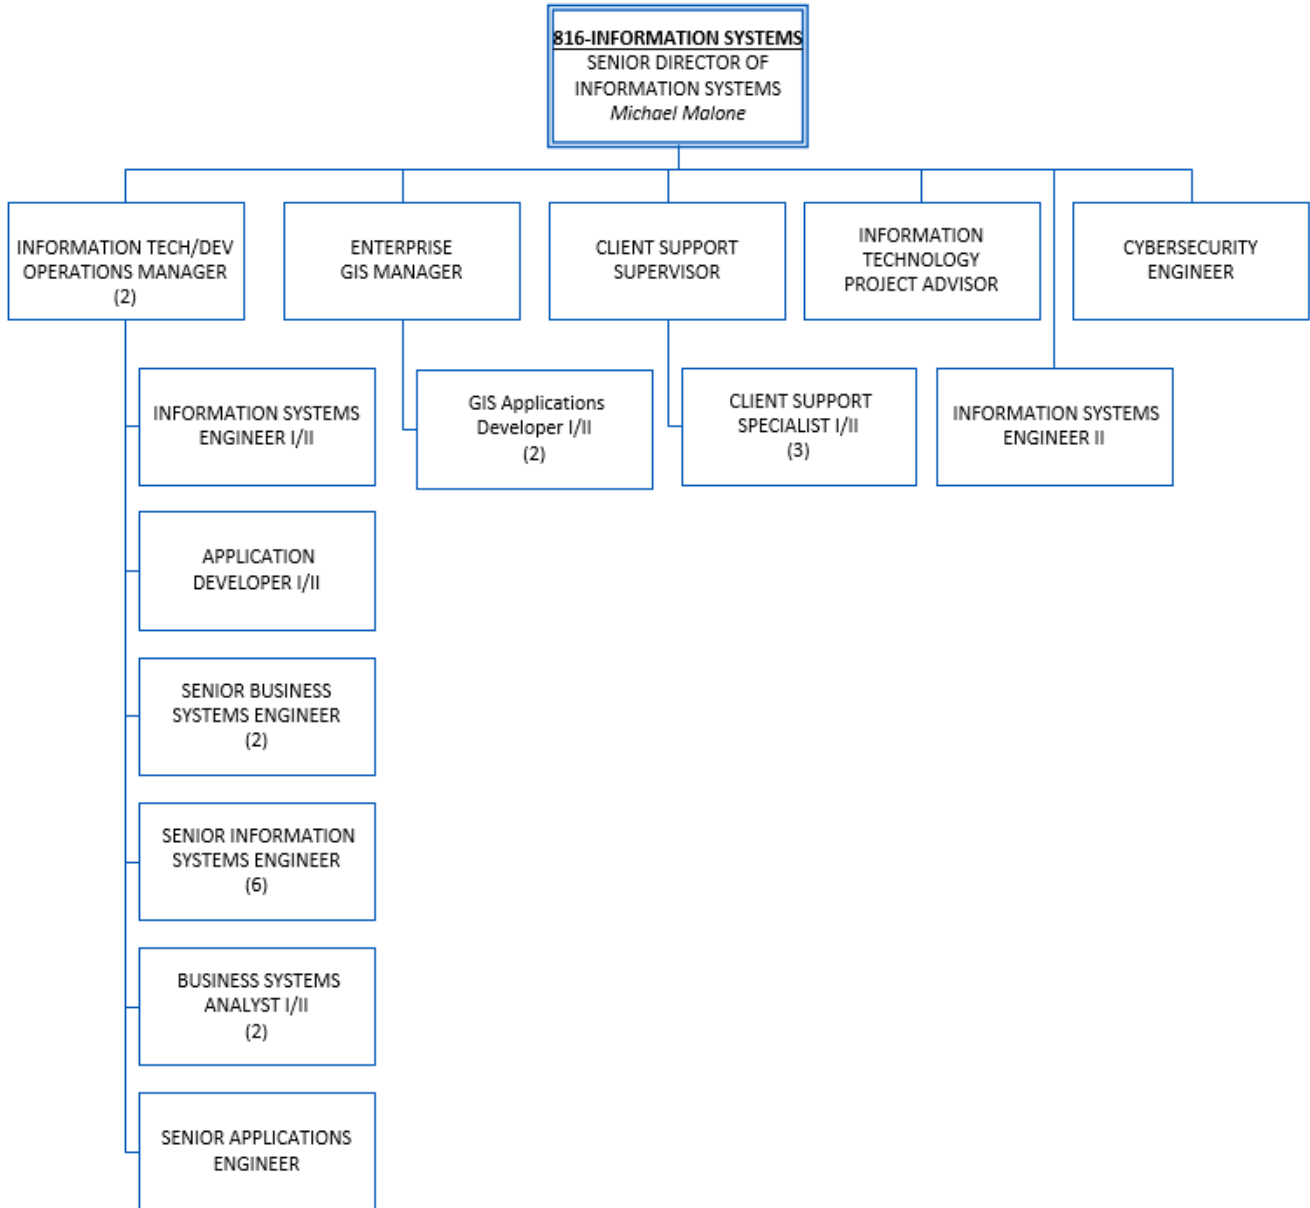 816-INFORMATION SYSTEMS
SENIOR DIRECTOR OF
INFORMATION SYSTEMS
Michael Malone
INFORMATION TECH/DEV
OPERATIONS MANAGER
(2)
ENTERPRISE
GIS MANAGER
CLIENT SUPPORT
SUPERVISOR
INFORMATION
TECHNOLOGY
PROJECT ADVISOR
CYBERSECURITY
ENGINEER
INFORMATION SYSTEMS
ENGINEER I/II
GIS Applications
Developer I/II
(2)
CLIENT SUPPORT
SPECIALIST I/II
(3)
INFORMATION SYSTEMS
ENGINEER II
APPLICATION
DEVELOPER I/II
SENIOR BUSINESS
SYSTEMS ENGINEER
(2)
SENIOR INFORMATION
SYSTEMS ENGINEER
(6)
BUSINESS SYSTEMS
ANALYST I/II
(2)
SENIOR APPLICATIONS
ENGINEER